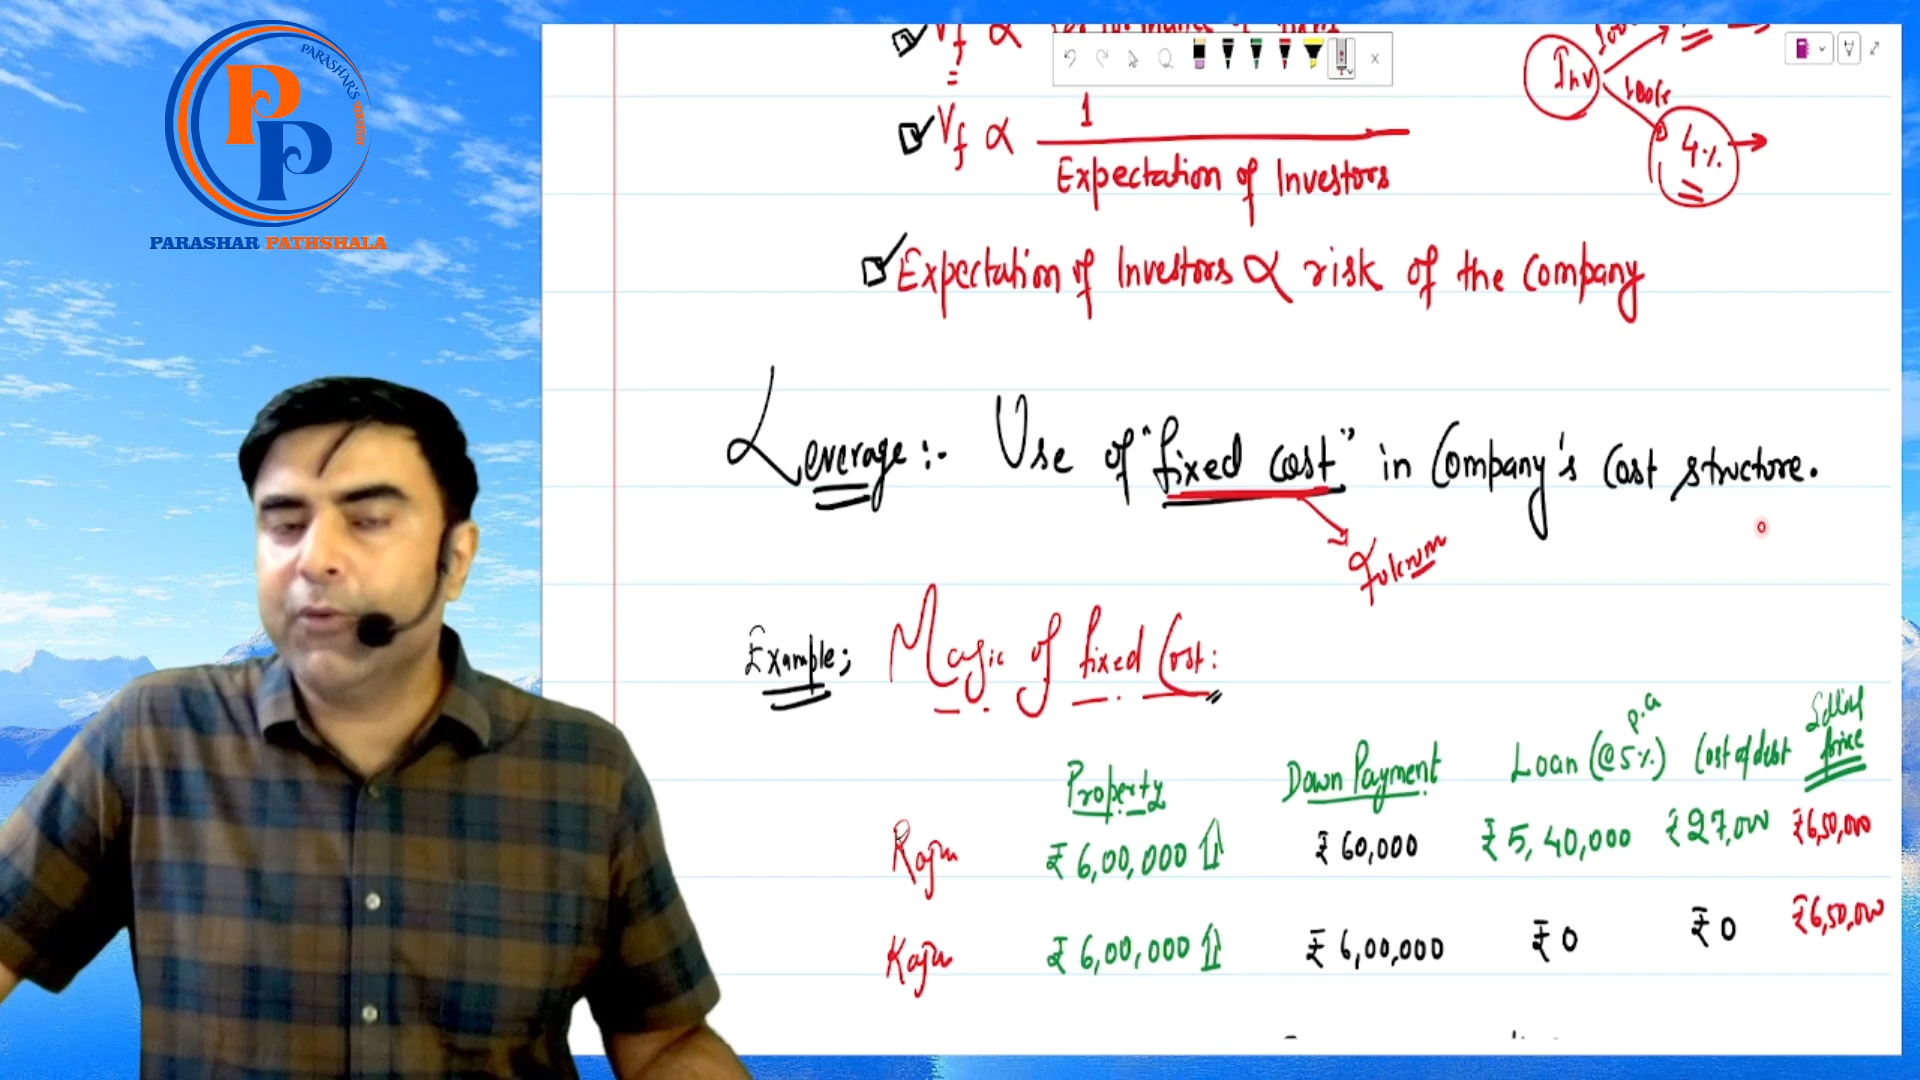 PARASHAR'S
PP
PARASHAR PATHSHALA
Vf ∝
Inv
100
Vf ∝ 1
Expectation of Investors
4%
Expectation of Investors ∝ risk of the Company
Leverage:- Use of "fixed cost" in Company's Cost structure.
Fulcrum
Example; Magic of fixed Cost:
Property Down Payment Loan (@5%) p.a Cost of debt Selling Price
Raju ₹6,00,000 ₹60,000 ₹5,40,000 ₹27,000 ₹6,50,000
Kaju ₹6,00,000 ₹6,00,000 ₹0 ₹0 ₹6,50,000